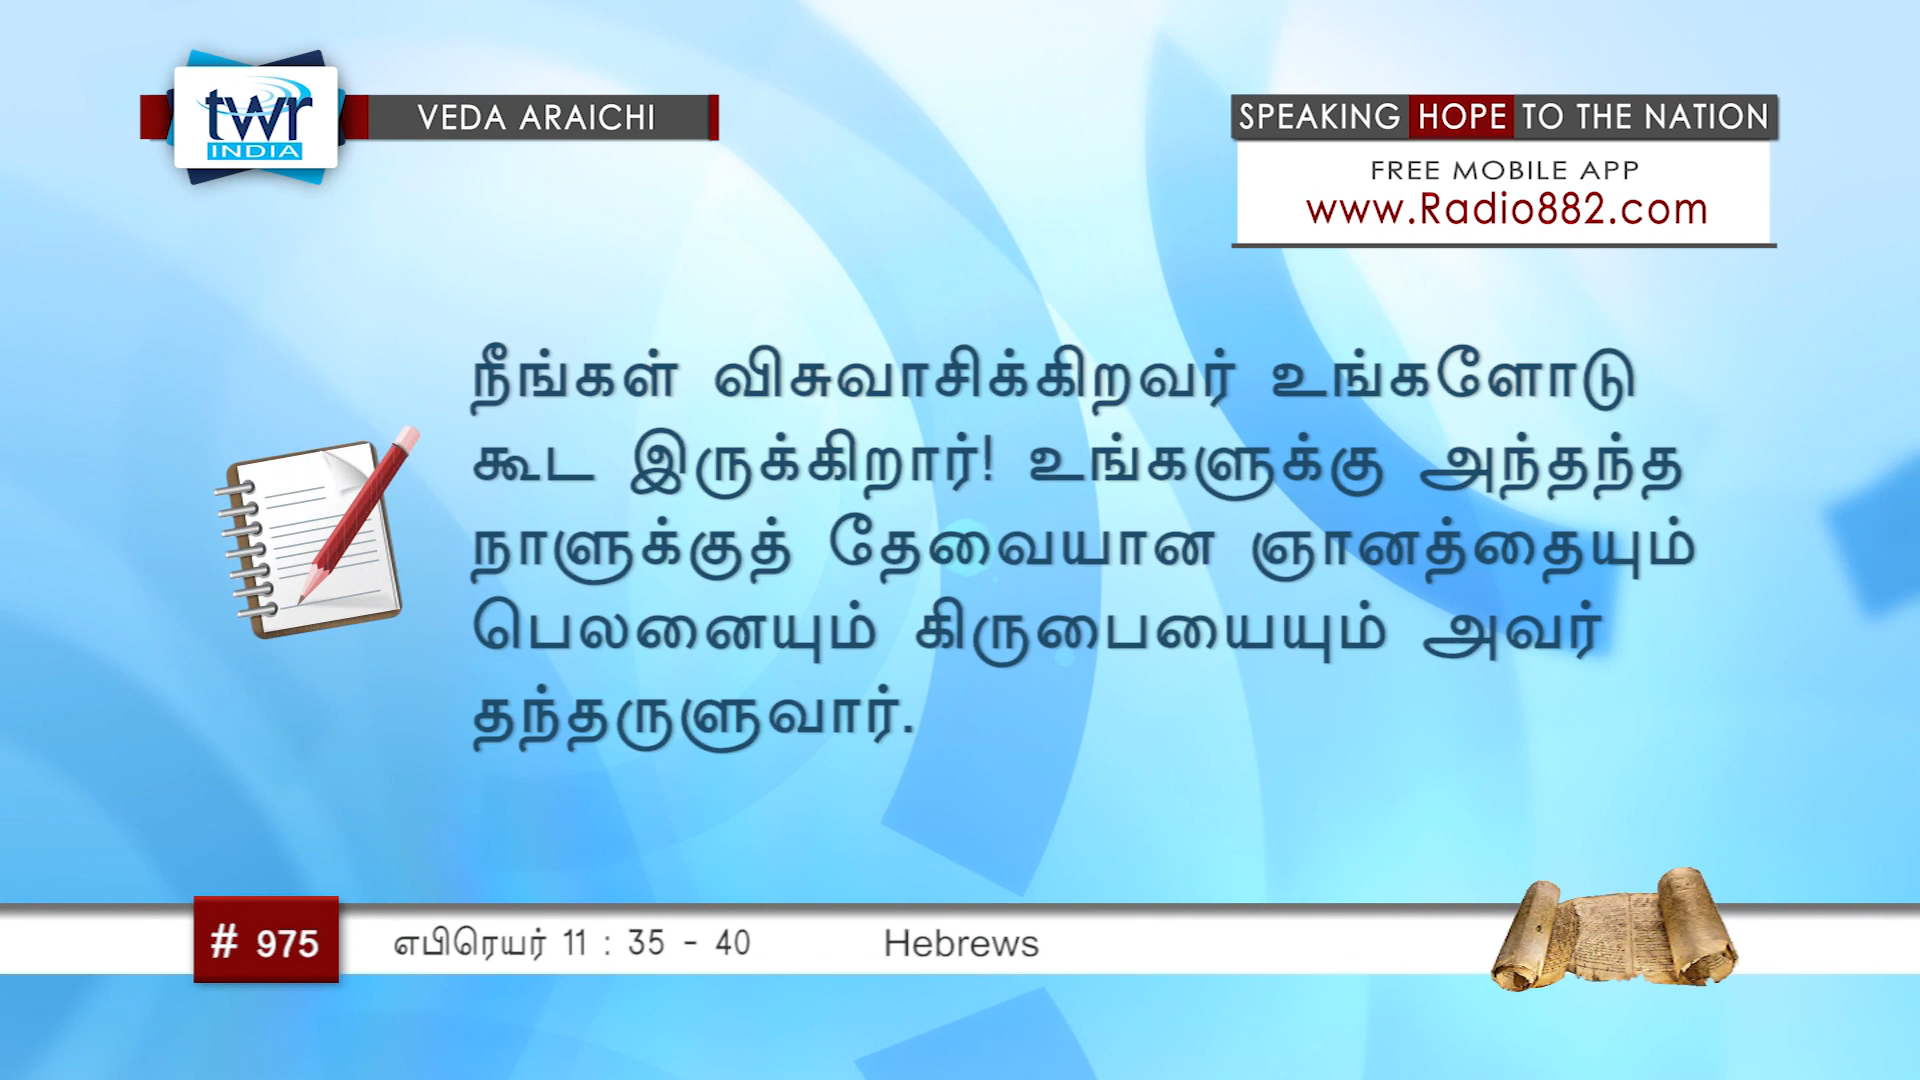 twr
INDIA
VEDA ARAICHI
SPEAKING HOPE TO THE NATION
FREE MOBILE APP
www.Radio882.com
நீங்கள் விசுவாசிக்கிறவர் உங்களோடு
கூட இருக்கிறார்! உங்களுக்கு அந்தந்த
நாளுக்குத் தேவையான ஞானத்தையும்
பெலனையும் கிருபையையும் அவர்
தந்தருளுவார்.
# 975 எபிரெயர் 11 : 35 - 40 Hebrews